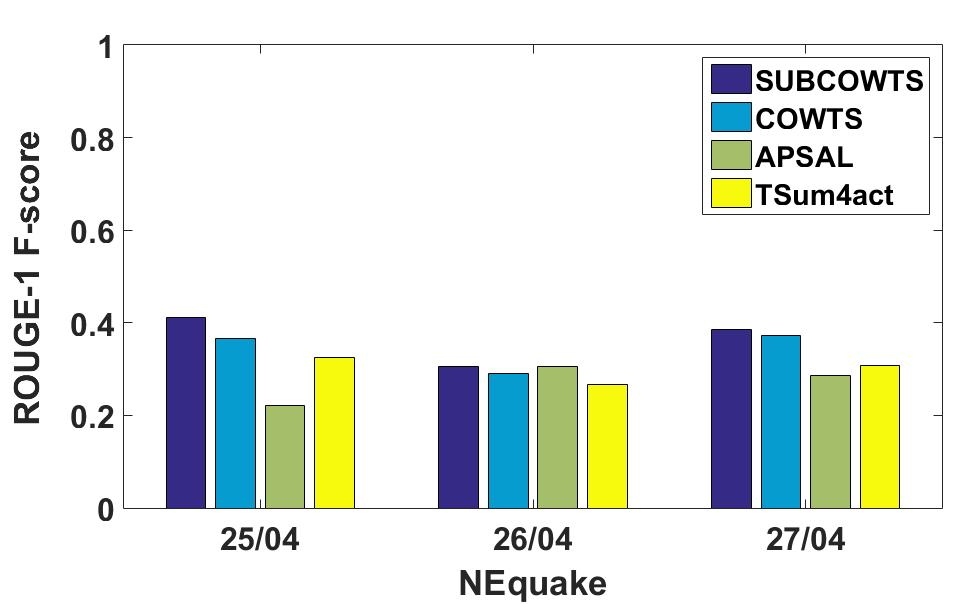 ROUGE-1 F-score
1
0.8
0.6
0.4
0.2
0
SUBCOWTS
COWTS
APSAL
TSum4act
25/04
26/04
27/04
NEquake